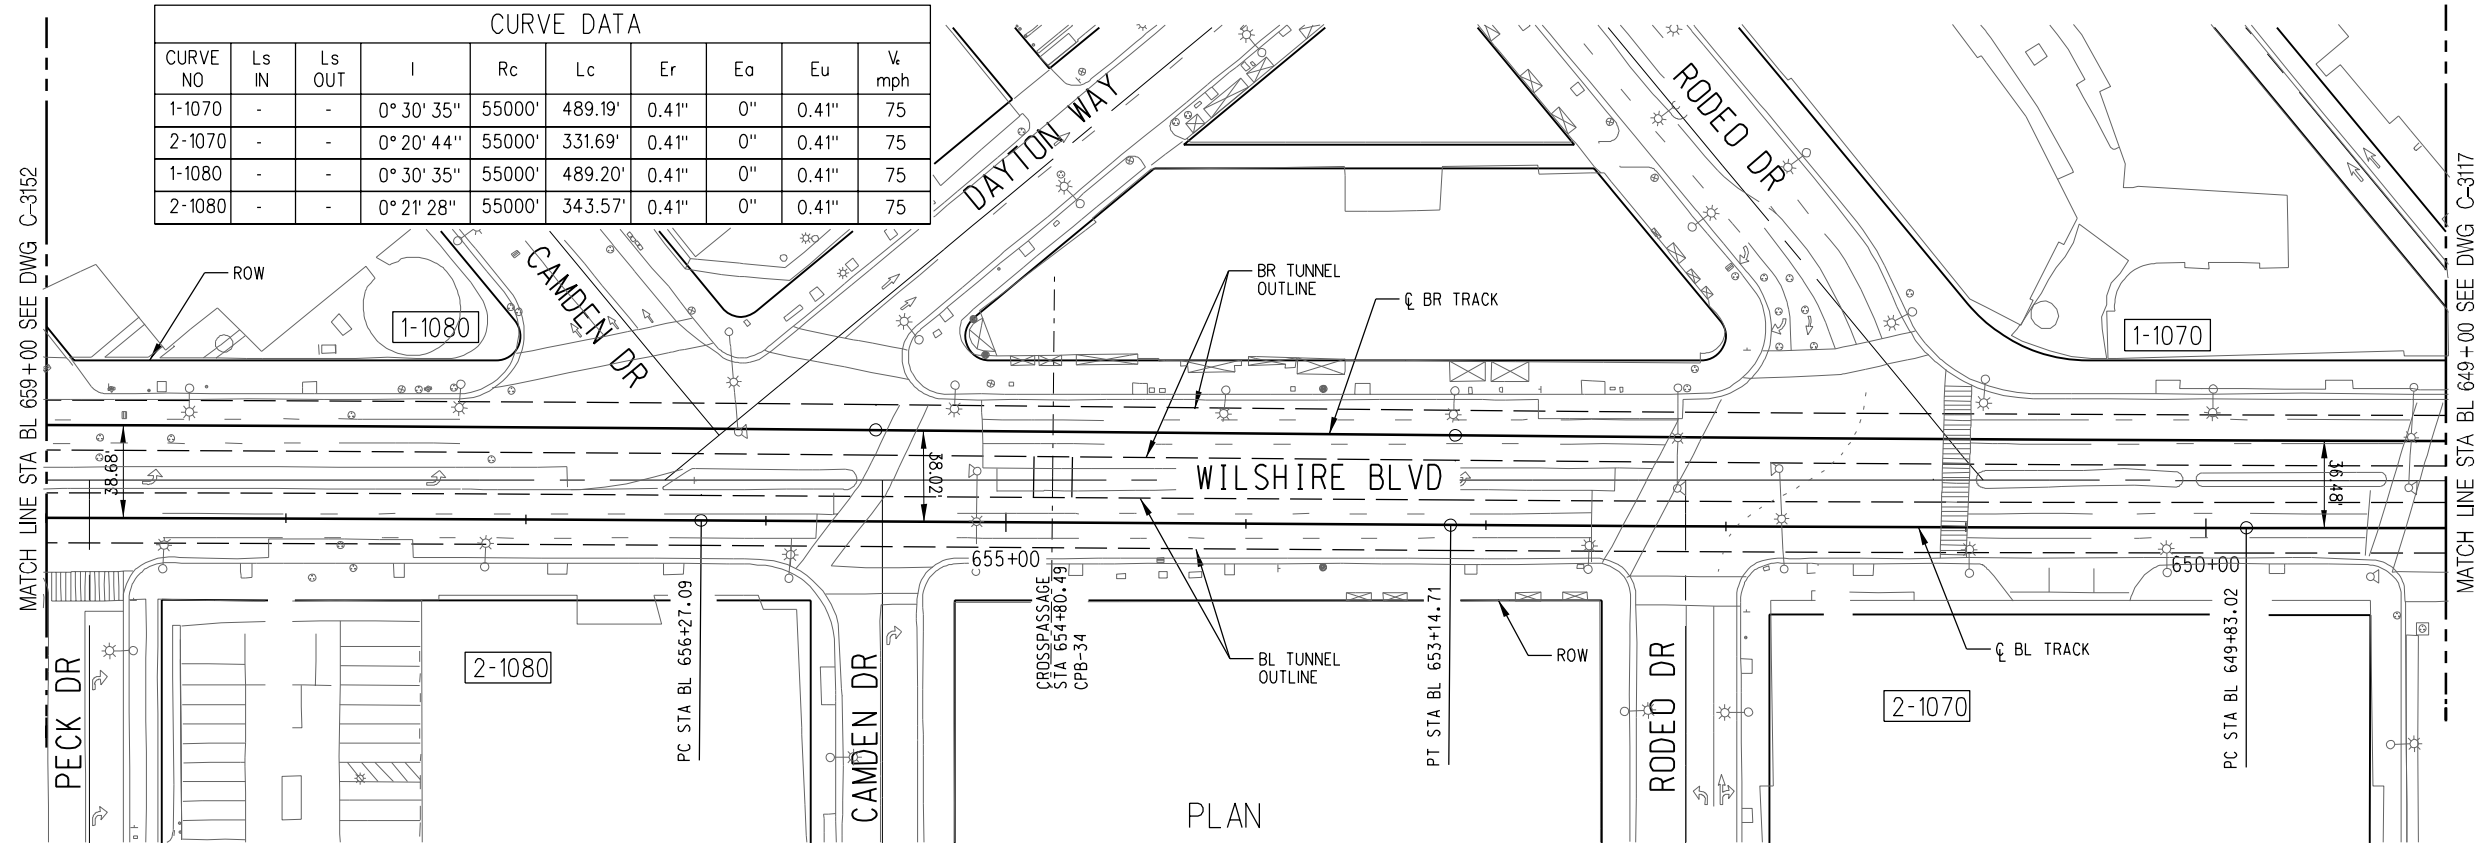 CURVE DATA
CURVE NO Ls IN Ls OUT I Rc Lc Er Ea Eu Vc mph
1-1070 - - 0° 30' 35" 55000' 489.19' 0.41" 0" 0.41" 75
2-1070 - - 0° 20' 44" 55000' 331.69' 0.41" 0" 0.41" 75
1-1080 - - 0° 30' 35" 55000' 489.20' 0.41" 0" 0.41" 75
2-1080 - - 0° 21' 28" 55000' 343.57' 0.41" 0" 0.41" 75
MATCH LINE STA BL 659+00 SEE DWG C-3152
ROW
1-1080
CAMDEN DR
DAYTON WAY
BR TUNNEL
OUTLINE
℄ BR TRACK
RODEO DR
1-1070
MATCH LINE STA BL 649+00 SEE DWG C-3117
38.68'
38.02'
WILSHIRE BLVD
36.48'
655+00
650+00
PECK DR
2-1080
PC STA BL 656+27.09
CAMDEN DR
CROSSPASSAGE
STA 654+80.49
CPB-34
BL TUNNEL
OUTLINE
PT STA BL 653+14.71
ROW
RODEO DR
2-1070
℄ BL TRACK
PC STA BL 649+83.02
PLAN